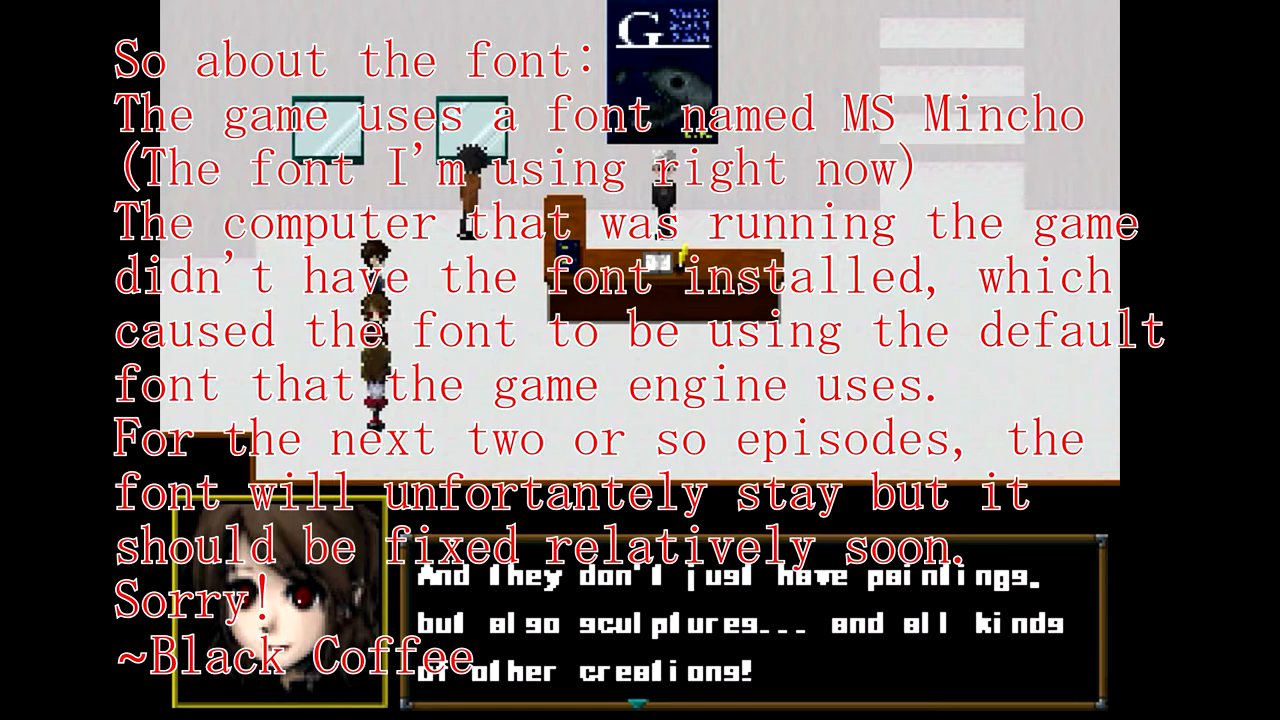 G
So about the font:
The game uses a font named MS Mincho
(The font I'm using right now)
The computer that was running the game
didn't have the font installed, which
caused the font to be using the default
font that the game engine uses.
For the next two or so episodes, the
font will unfortantely stay but it
should be fixed relatively soon.
Sorry!
~Black Coffee
And they don't just have paintings,
but also sculptures... and all kinds
of other creations!